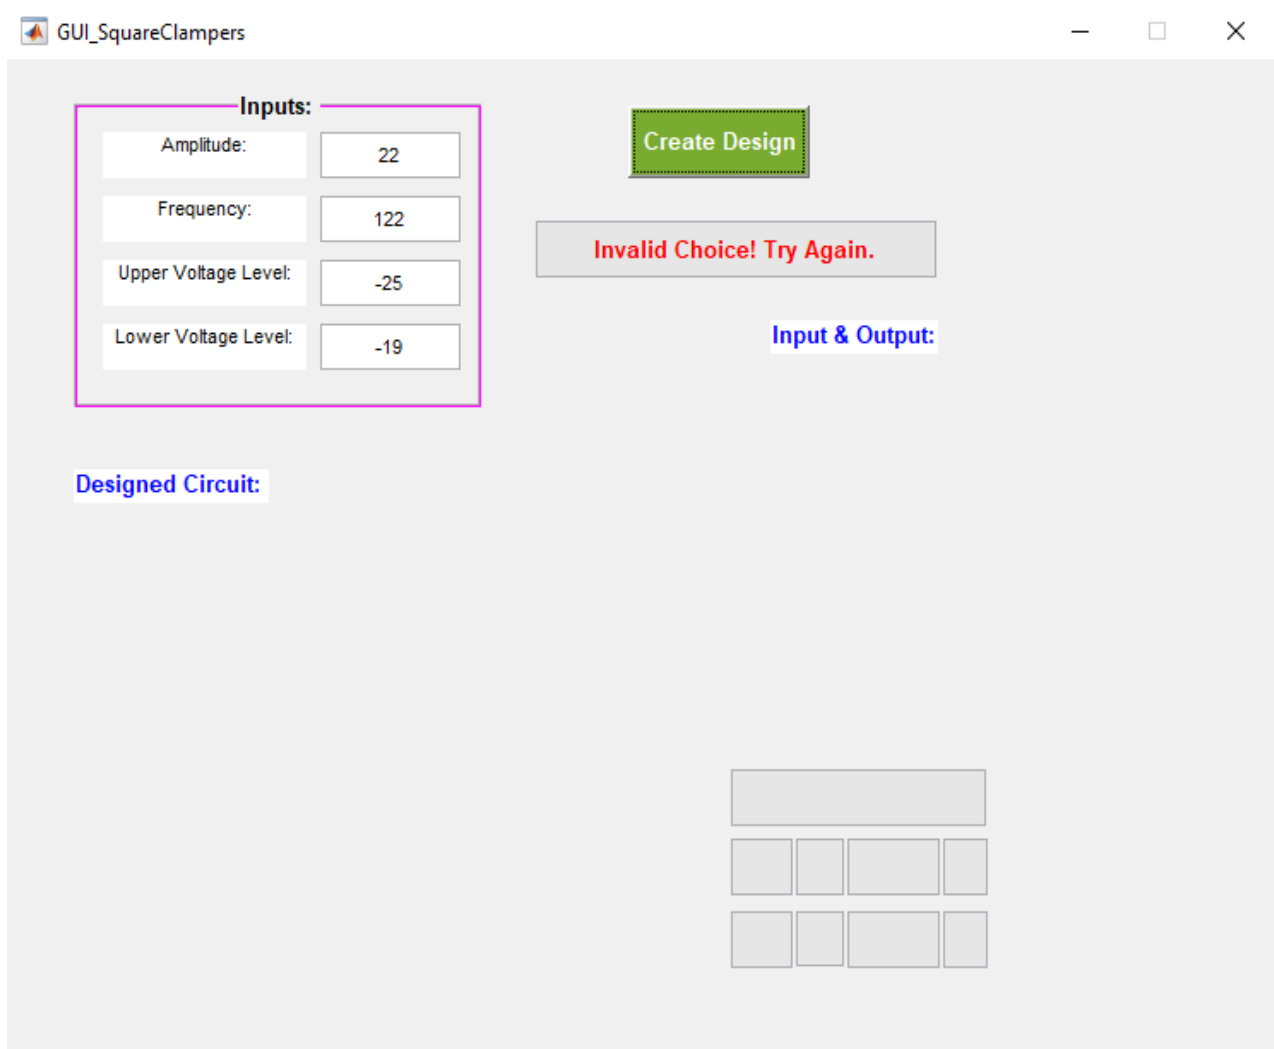 GUI_SquareClampers
Inputs:
Amplitude:
22
Frequency:
122
Upper Voltage Level:
-25
Lower Voltage Level:
-19
Create Design
Invalid Choice! Try Again.
Input & Output:
Designed Circuit: